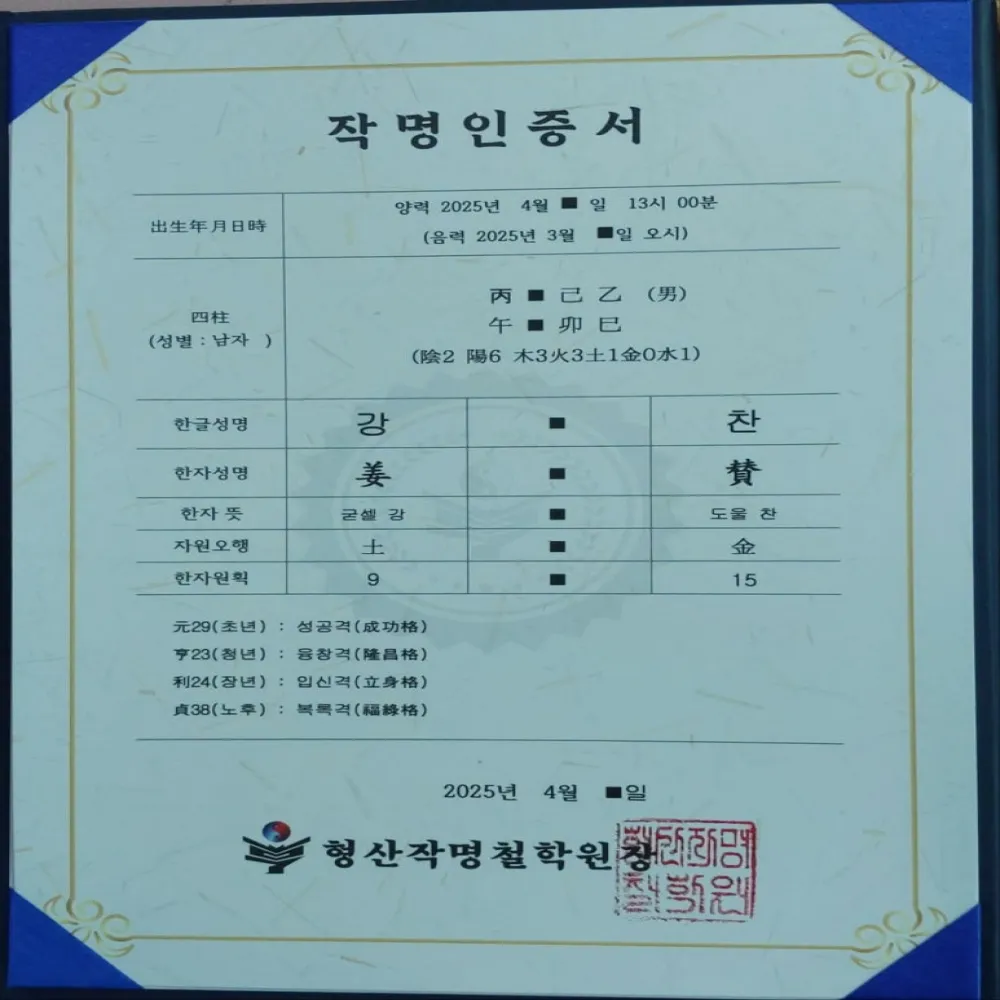 작명인증서
出生年月日時 양력 2025년 4월 ■ 일 13시 00분
(음력 2025년 3월 ■일 오시)
四柱
(성별 : 남자 )
丙 ■ 己 乙 (男)
午 ■ 卯 巳
(陰2 陽6 木3火3土1金0水1)
한글성명 강 ■ 찬
한자성명 姜 ■ 賛
한자 뜻 굳셀 강 ■ 도울 찬
자원오행 土 ■ 金
한자원획 9 ■ 15
元29(초년) : 성공격(成功格)
亨23(청년) : 융창격(隆昌格)
利24(장년) : 입신격(立身格)
貞38(노후) : 복록격(福祿格)
2025년 4월 ■일
형산작명철학원장